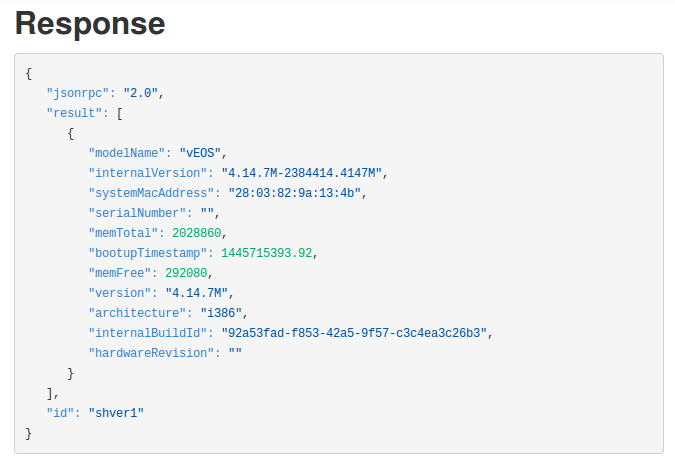 Response
{
   "jsonrpc": "2.0",
   "result": [
      {
         "modelName": "vEOS",
         "internalVersion": "4.14.7M-2384414.4147M",
         "systemMacAddress": "28:03:82:9a:13:4b",
         "serialNumber": "",
         "memTotal": 2028860,
         "bootupTimestamp": 1445715393.92,
         "memFree": 292080,
         "version": "4.14.7M",
         "architecture": "i386",
         "internalBuildId": "92a53fad-f853-42a5-9f57-c3c4ea3c26b3",
         "hardwareRevision": ""
      }
   ],
   "id": "shver1"
}